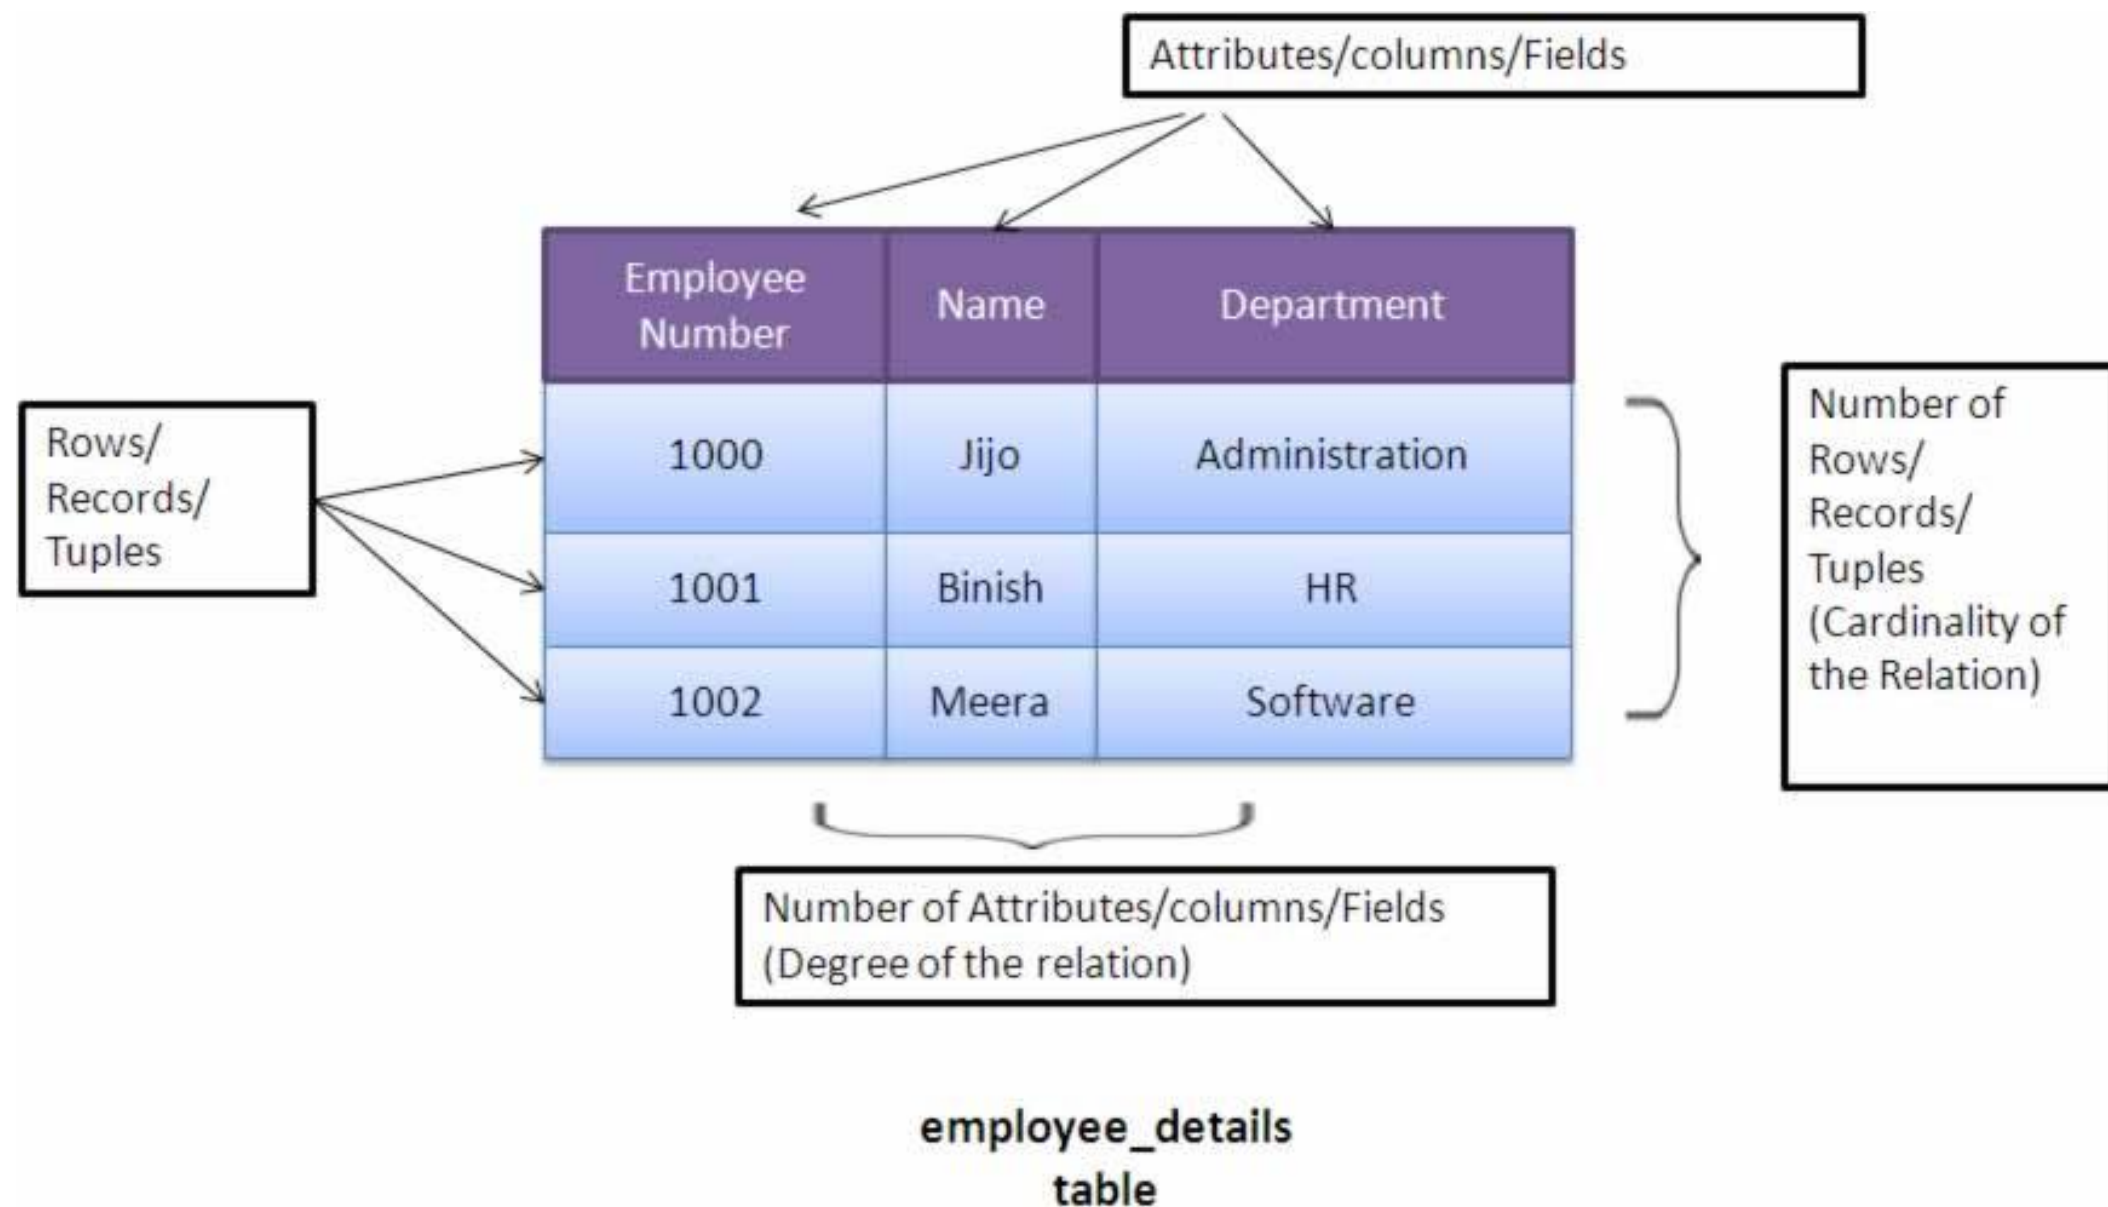 Attributes/columns/Fields
Employee
Number
Name
Department
Rows/
Records/
Tuples
1000
Jijo
Administration
1001
Binish
HR
1002
Meera
Software
Number of
Rows/
Records/
Tuples
(Cardinality of
the Relation)
Number of Attributes/columns/Fields
(Degree of the relation)
employee_details
table